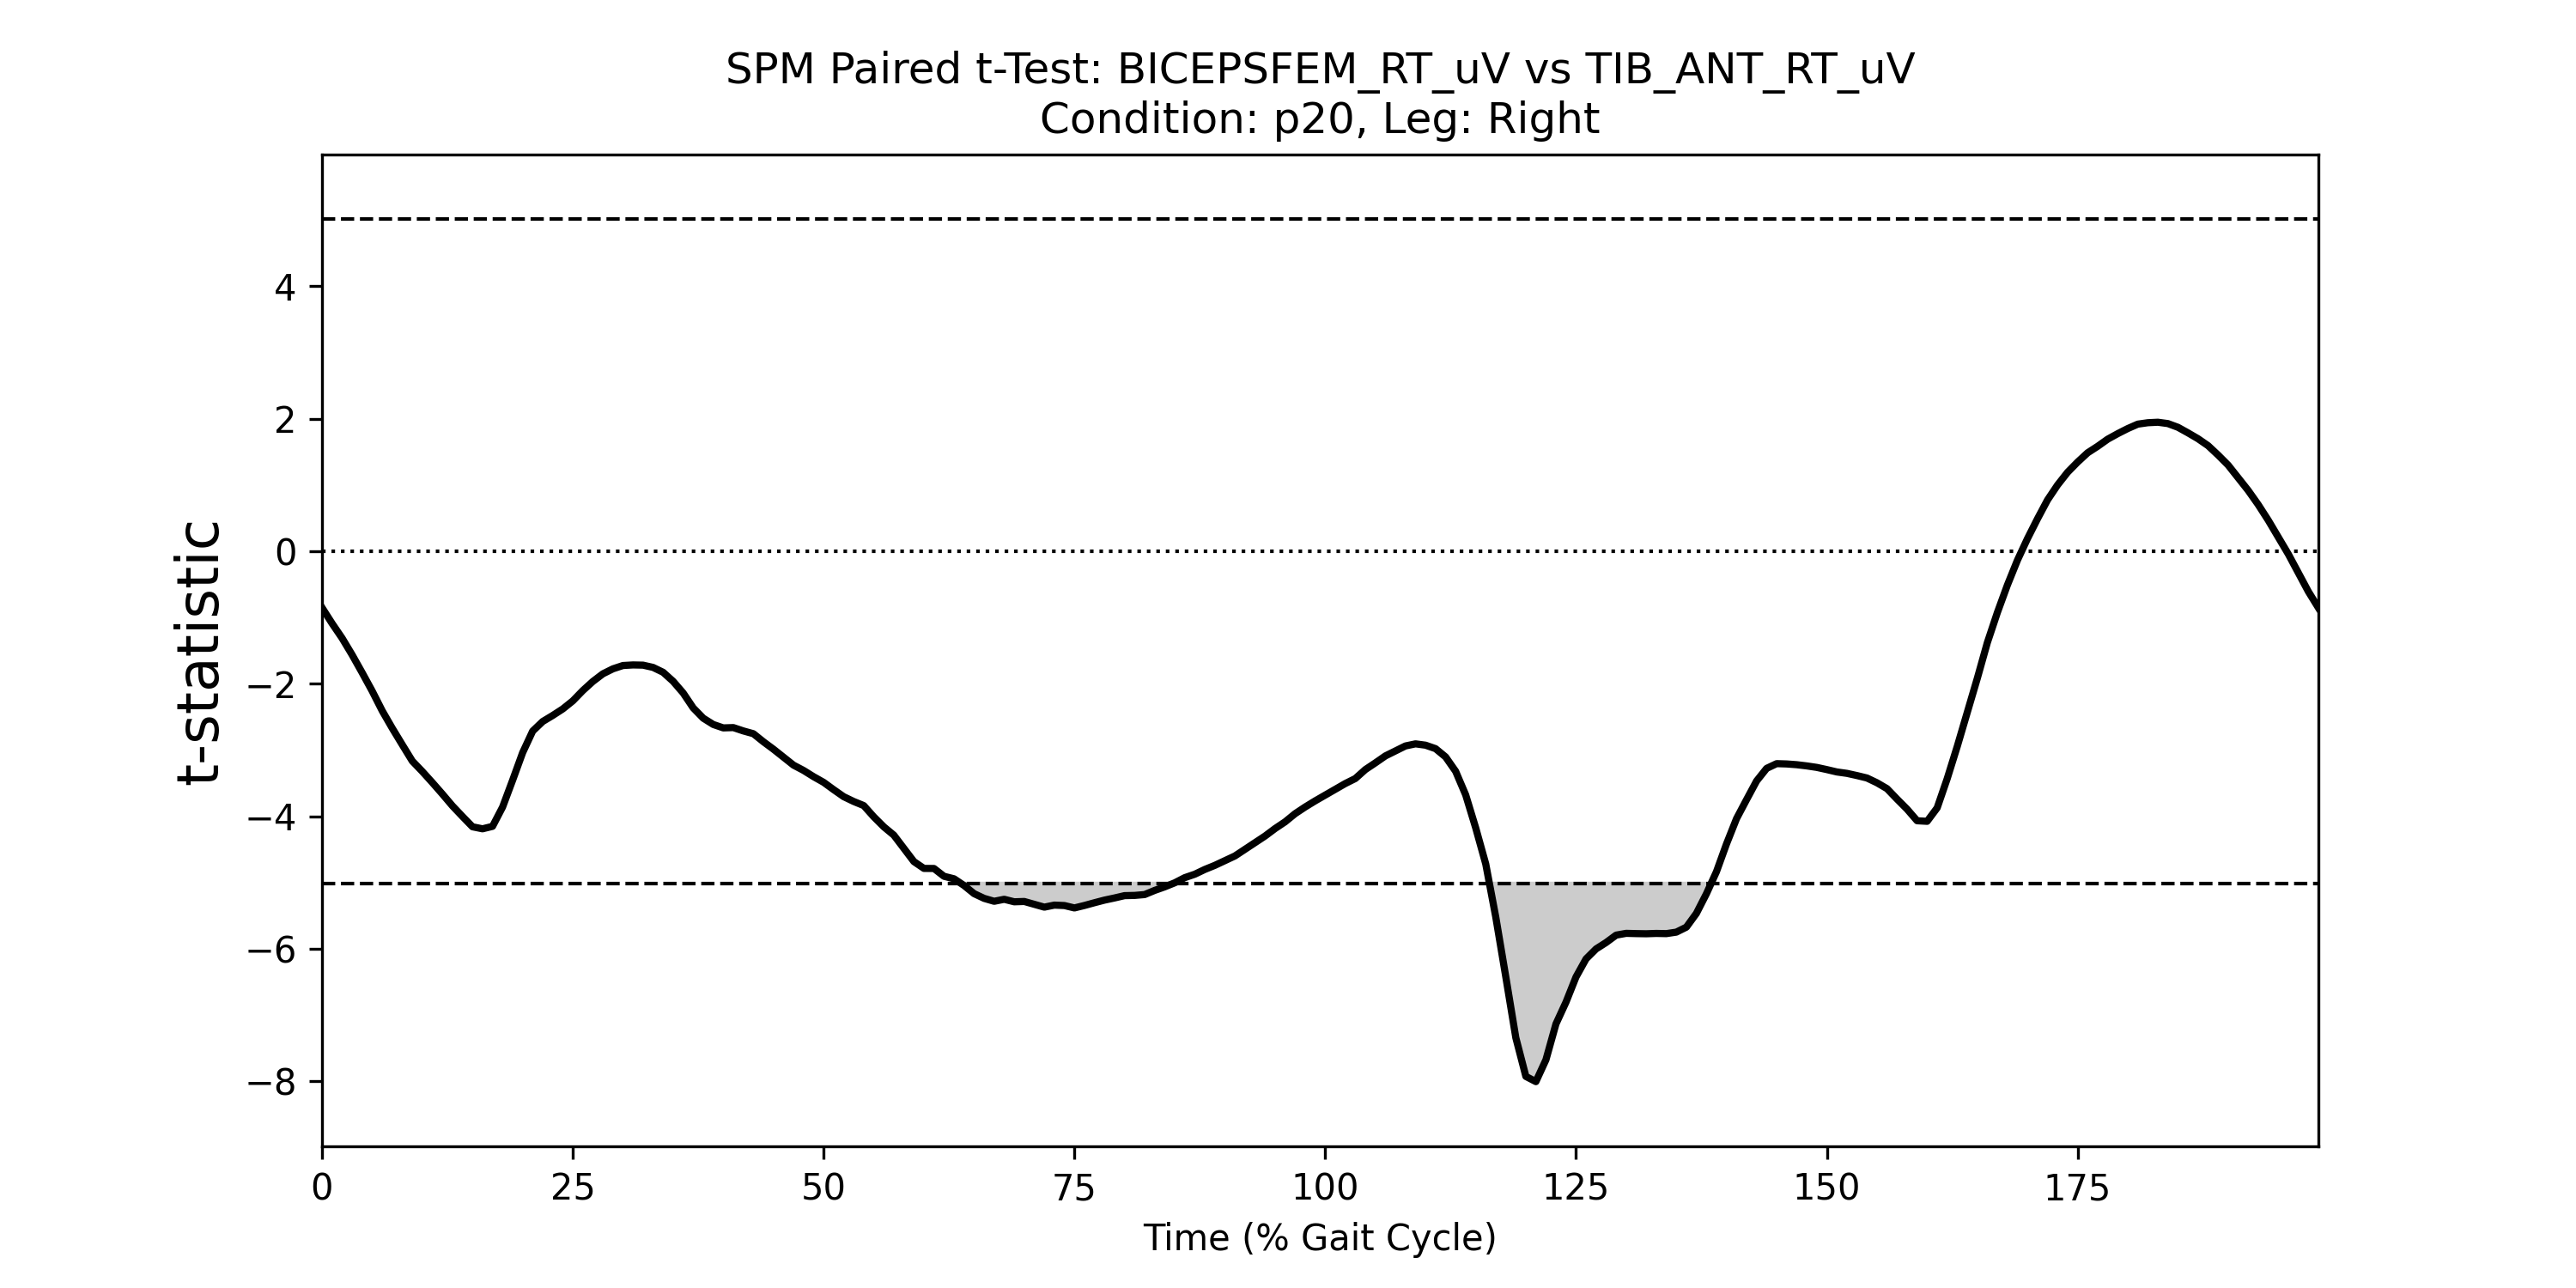 SPM Paired t-Test: BICEPSFEM_RT_uV vs TIB_ANT_RT_uV
Condition: p20, Leg: Right
t-statistic
4
2
0
−2
−4
−6
−8
0 25 50 75 100 125 150 175
Time (% Gait Cycle)